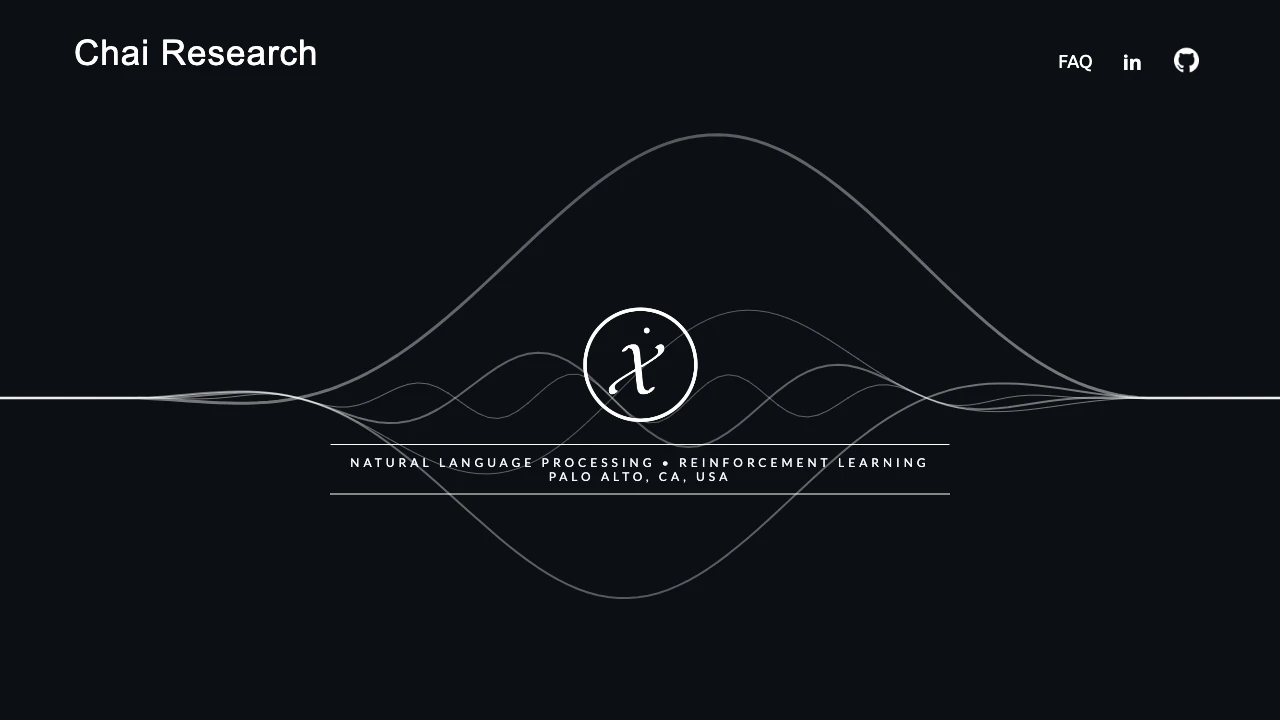 Chai Research
FAQ in
ẋ
NATURAL LANGUAGE PROCESSING • REINFORCEMENT LEARNING
PALO ALTO, CA, USA